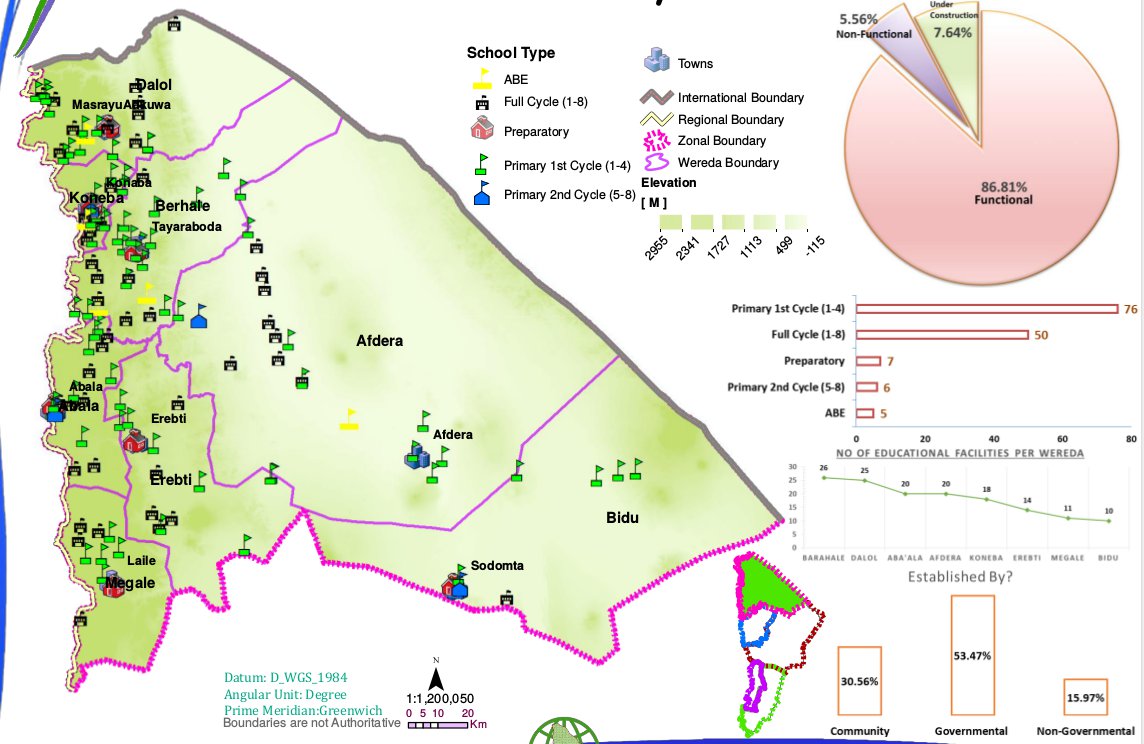 School Type
ABE
Full Cycle (1-8)
Preparatory
Primary 1st Cycle (1-4)
Primary 2nd Cycle (5-8)
Towns
International Boundary
Regional Boundary
Zonal Boundary
Wereda Boundary
Elevation
[ M ]
2955
2341
1727
1113
499
-115
Dalol
Koneba
Koneba
Berhale
Tayaraboda
Afdera
Abala
Abala
Erebti
Afdera
Erebti
Bidu
Laile
Megale
Sodomta
Datum: D_WGS_1984
Angular Unit: Degree
Prime Meridian:Greenwich
Boundaries are not Authoritative
N
1:1,200,050
0 5 10 20
Km
5.56%
Non-Functional
Under
Construction
7.64%
86.81%
Functional
Primary 1st Cycle (1-4)
76
Full Cycle (1-8)
50
Preparatory
7
Primary 2nd Cycle (5-8)
6
ABE
5
0 20 40 60 80
NO OF EDUCATIONAL FACILITIES PER WEREDA
30
25
20
15
10
5
0
26 25 20 20 18 14 11 10
BARAHALE DALOL ABA'ALA AFDERA KONEBA EREBTI MEGALE BIDU
Established By?
30.56%
53.47%
15.97%
Community Governmental Non-Governmental